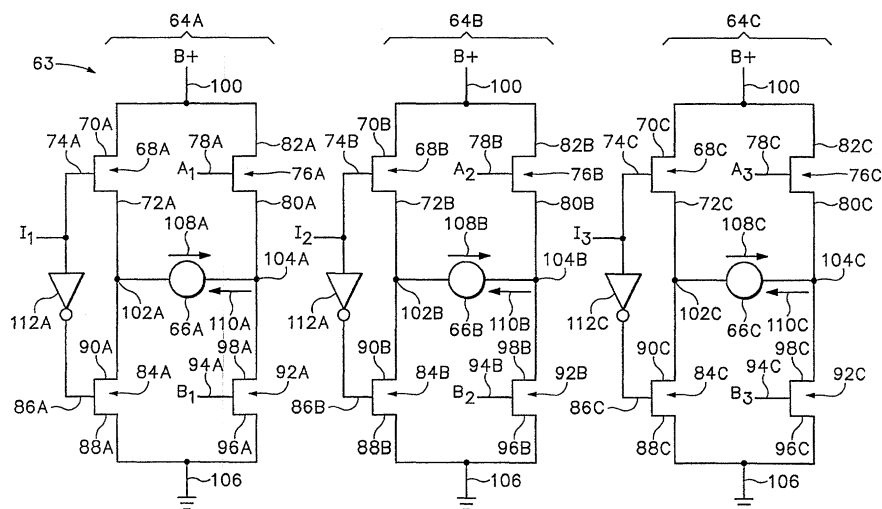 64A 64B 64C
B+ B+ B+
63 100 100 100
70A 82A 70B 82B 70C 82C
74A 78A 74B 78B 74C 78C
68A A1 76A 68B A2 76B 68C A3 76C
72A 80A 72B 80B 72C 80C
108A 108B 108C
I1 104A I2 104B I3 104C
112A 102A 66A 110A 112A 102B 66B 110B 112C 102C 66C 110C
90A 98A 90B 98B 90C 98C
94A 94B 94C
84A B1 92A 84B B2 92B 84C B3 92C
86A 86B 86C
88A 96A 88B 96B 88C 96C
106 106 106